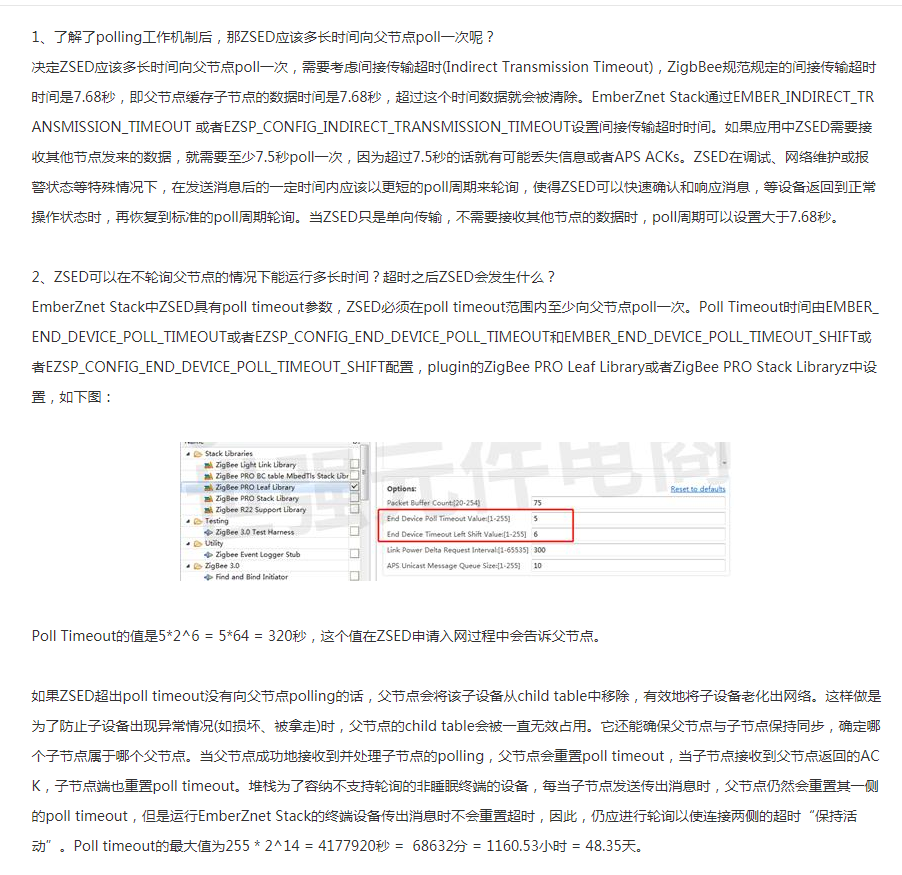 1、了解了polling工作机制后，那ZSED应该多长时间向父节点poll一次呢？
决定ZSED应该多长时间向父节点poll一次，需要考虑间接传输超时(Indirect Transmission Timeout)，ZigbBee规范规定的间接传输超时
时间是7.68秒，即父节点缓存子节点的数据时间是7.68秒，超过这个时间数据就会被清除。EmberZnet Stack通过EMBER_INDIRECT_TR
ANSMISSION_TIMEOUT 或者EZSP_CONFIG_INDIRECT_TRANSMISSION_TIMEOUT设置间接传输超时时间。如果应用中ZSED需要接
收其他节点发来的数据，就需要至少7.5秒poll一次，因为超过7.5秒的话就有可能丢失信息或者APS ACKs。ZSED在调试、网络维护或报
警状态等特殊情况下，在发送消息后的一定时间内应该以更短的poll周期来轮询，使得ZSED可以快速确认和响应消息，等设备返回到正常
操作状态时，再恢复到标准的poll周期轮询。当ZSED只是单向传输，不需要接收其他节点的数据时，poll周期可以设置大于7.68秒。
2、ZSED可以在不轮询父节点的情况下能运行多长时间？超时之后ZSED会发生什么？
EmberZnet Stack中ZSED具有poll timeout参数，ZSED必须在poll timeout范围内至少向父节点poll一次。Poll Timeout时间由EMBER_
END_DEVICE_POLL_TIMEOUT或者EZSP_CONFIG_END_DEVICE_POLL_TIMEOUT和EMBER_END_DEVICE_POLL_TIMEOUT_SHIFT或
者EZSP_CONFIG_END_DEVICE_POLL_TIMEOUT_SHIFT配置，plugin的ZigBee PRO Leaf Library或者ZigBee PRO Stack Libraryz中设
置，如下图：
Stack Libraries
ZigBee Light Link Library
ZigBee PRO BC table MbedTls Stack Libr
ZigBee PRO Leaf Library
ZigBee PRO Stack Library
Zigbee R22 Support Library
Testing
ZigBee 3.0 Test Harness
Utility
Zigbee Event Logger Stub
ZigBee 3.0
Find and Bind Initiator
Options: Reset to defaults
Packet Buffer Count:[20-254] 75
End Device Poll Timeout Value:[1-255] 5
End Device Timeout Left Shift Value:[1-255] 6
Link Power Delta Request Interval:[1-65535] 300
APS Unicast Message Queue Size:[1-255] 10
强元件电商
Poll Timeout的值是5*2^6 = 5*64 = 320秒，这个值在ZSED申请入网过程中会告诉父节点。
如果ZSED超出poll timeout没有向父节点polling的话，父节点会将该子设备从child table中移除，有效地将子设备老化出网络。这样做是
为了防止子设备出现异常情况(如损坏、被拿走)时，父节点的child table会被一直无效占用。它还能确保父节点与子节点保持同步，确定哪
个子节点属于哪个父节点。当父节点成功地接收到并处理子节点的polling，父节点会重置poll timeout，当子节点接收到父节点返回的AC
K，子节点端也重置poll timeout。堆栈为了容纳不支持轮询的非睡眠终端的设备，每当子节点发送传出消息时，父节点仍然会重置其一侧
的poll timeout，但是运行EmberZnet Stack的终端设备传出消息时不会重置超时，因此，仍应进行轮询以使连接两侧的超时“保持活
动”。Poll timeout的最大值为255 * 2^14 = 4177920秒 = 68632分 = 1160.53小时 = 48.35天。